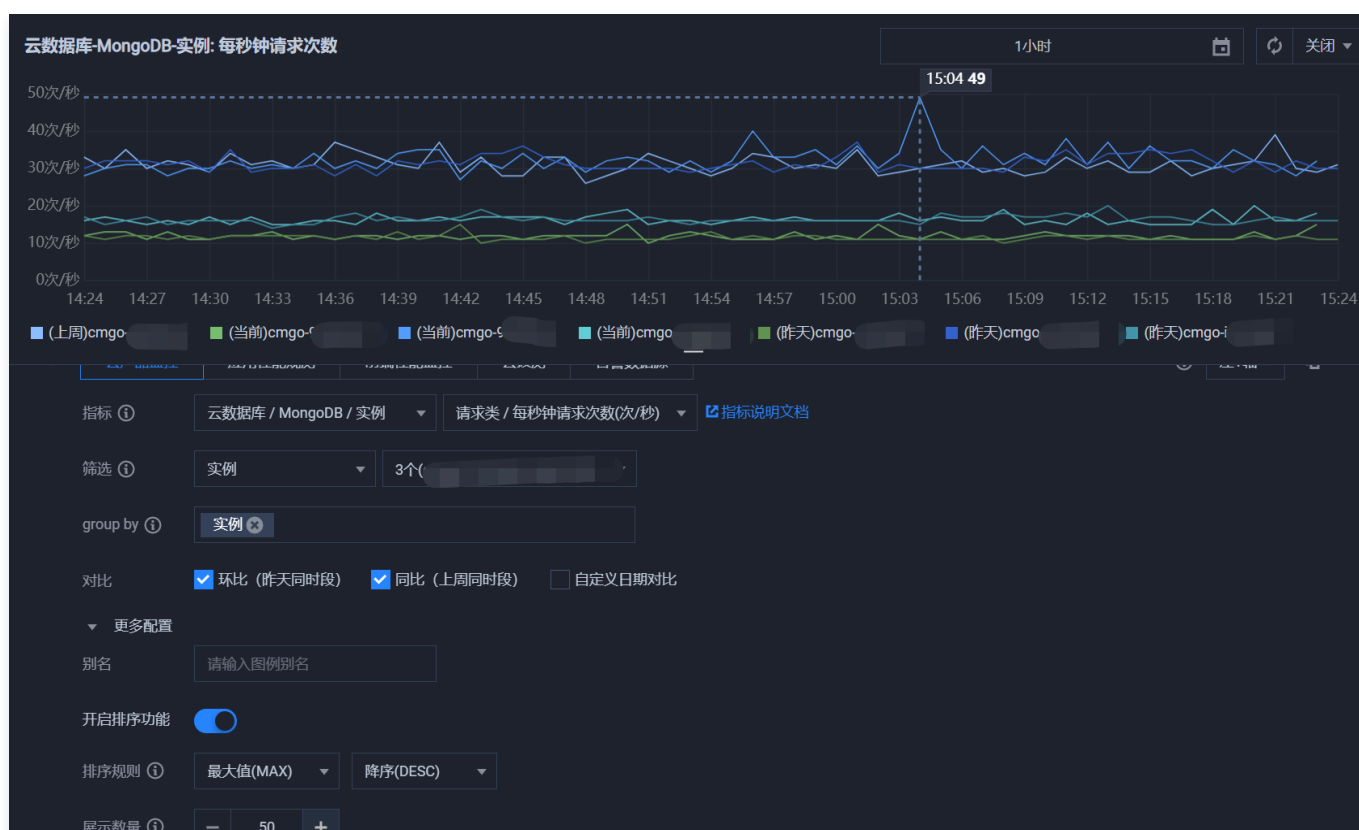 云数据库-MongoDB-实例: 每秒钟请求次数
1小时
关闭
15:04 49
50次/秒
40次/秒
30次/秒
20次/秒
10次/秒
0次/秒
14:24 14:27 14:30 14:33 14:36 14:39 14:42 14:45 14:48 14:51 14:54 14:57 15:00 15:03 15:06 15:09 15:12 15:15 15:18 15:21 15:24
(上周)cmgo- (当前)cmgo-9 (当前)cmgo-9 (当前)cmgo (昨天)cmgo- (昨天)cmgo (昨天)cmgo-i
指标 云数据库 / MongoDB / 实例 请求类 / 每秒钟请求次数(次/秒) 指标说明文档
筛选 实例 3个(
group by 实例
对比 环比（昨天同时段） 同比（上周同时段） 自定义日期对比
更多配置
别名 请输入图例别名
开启排序功能
排序规则 最大值(MAX) 降序(DESC)
展示数量 − 50 +